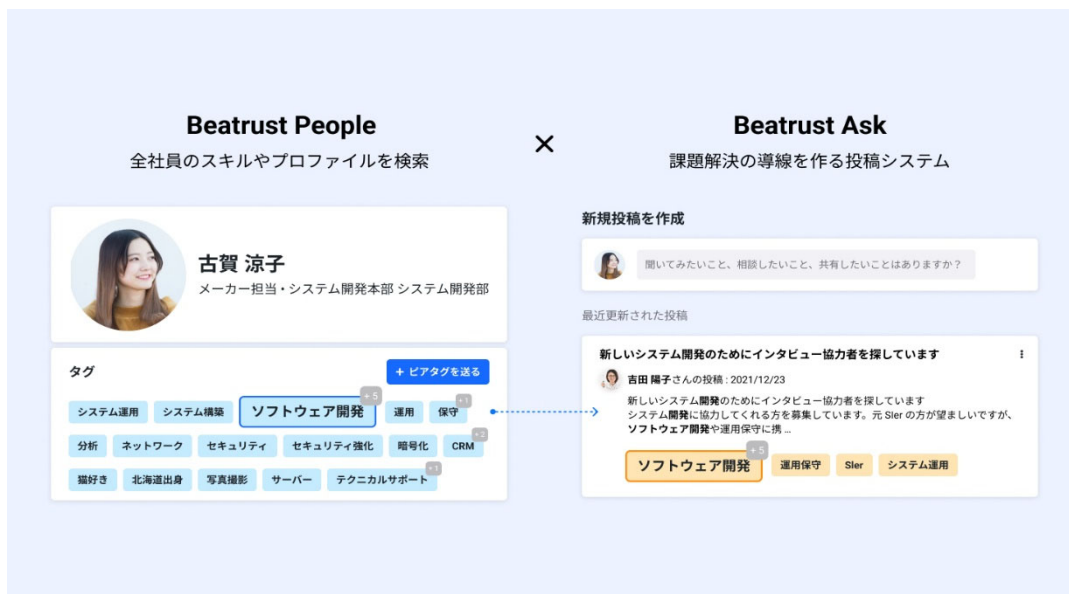 Beatrust People
全社員のスキルやプロファイルを検索
×
Beatrust Ask
課題解決の導線を作る投稿システム
古賀 涼子
メーカー担当・システム開発本部 システム開発部
タグ
+ ピアタグを送る
システム運用 システム構築 ソフトウェア開発 +5 運用 保守 +1
分析 ネットワーク セキュリティ セキュリティ強化 暗号化 CRM +2
猫好き 北海道出身 写真撮影 サーバー テクニカルサポート +1
新規投稿を作成
聞いてみたいこと、相談したいこと、共有したいことはありますか？
最近更新された投稿
新しいシステム開発のためにインタビュー協力者を探しています
吉田 陽子さんの投稿 : 2021/12/23
新しいシステム開発のためにインタビュー協力者を探しています
システム開発に協力してくれる方を募集しています。元 SIer の方が望ましいですが、
ソフトウェア開発や運用保守に携 ...
ソフトウェア開発 +5 運用保守 SIer システム運用